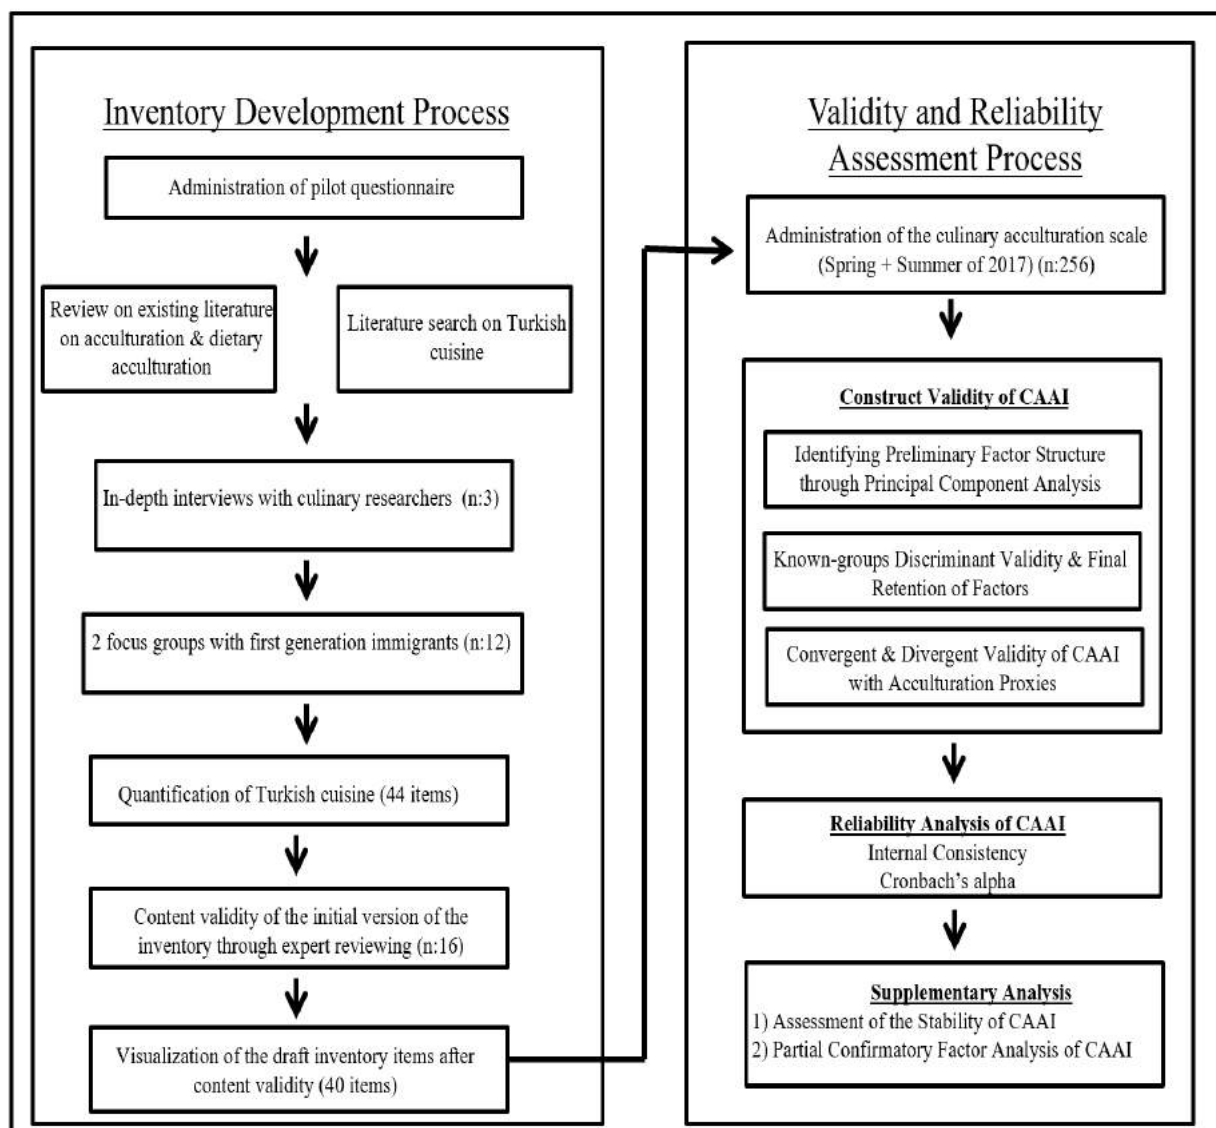 Inventory Development Process
Administration of pilot questionnaire
Review on existing literature
on acculturation & dietary
acculturation
Literature search on Turkish
cuisine
In-depth interviews with culinary researchers (n:3)
2 focus groups with first generation immigrants (n:12)
Quantification of Turkish cuisine (44 items)
Content validity of the initial version of the
inventory through expert reviewing (n:16)
Visualization of the draft inventory items after
content validity (40 items)
Validity and Reliability
Assessment Process
Administration of the culinary acculturation scale
(Spring + Summer of 2017) (n:256)
Construct Validity of CAAI
Identifying Preliminary Factor Structure
through Principal Component Analysis
Known-groups Discriminant Validity & Final
Retention of Factors
Convergent & Divergent Validity of CAAI
with Acculturation Proxies
Reliability Analysis of CAAI
Internal Consistency
Cronbach's alpha
Supplementary Analysis
1) Assessment of the Stability of CAAI
2) Partial Confirmatory Factor Analysis of CAAI